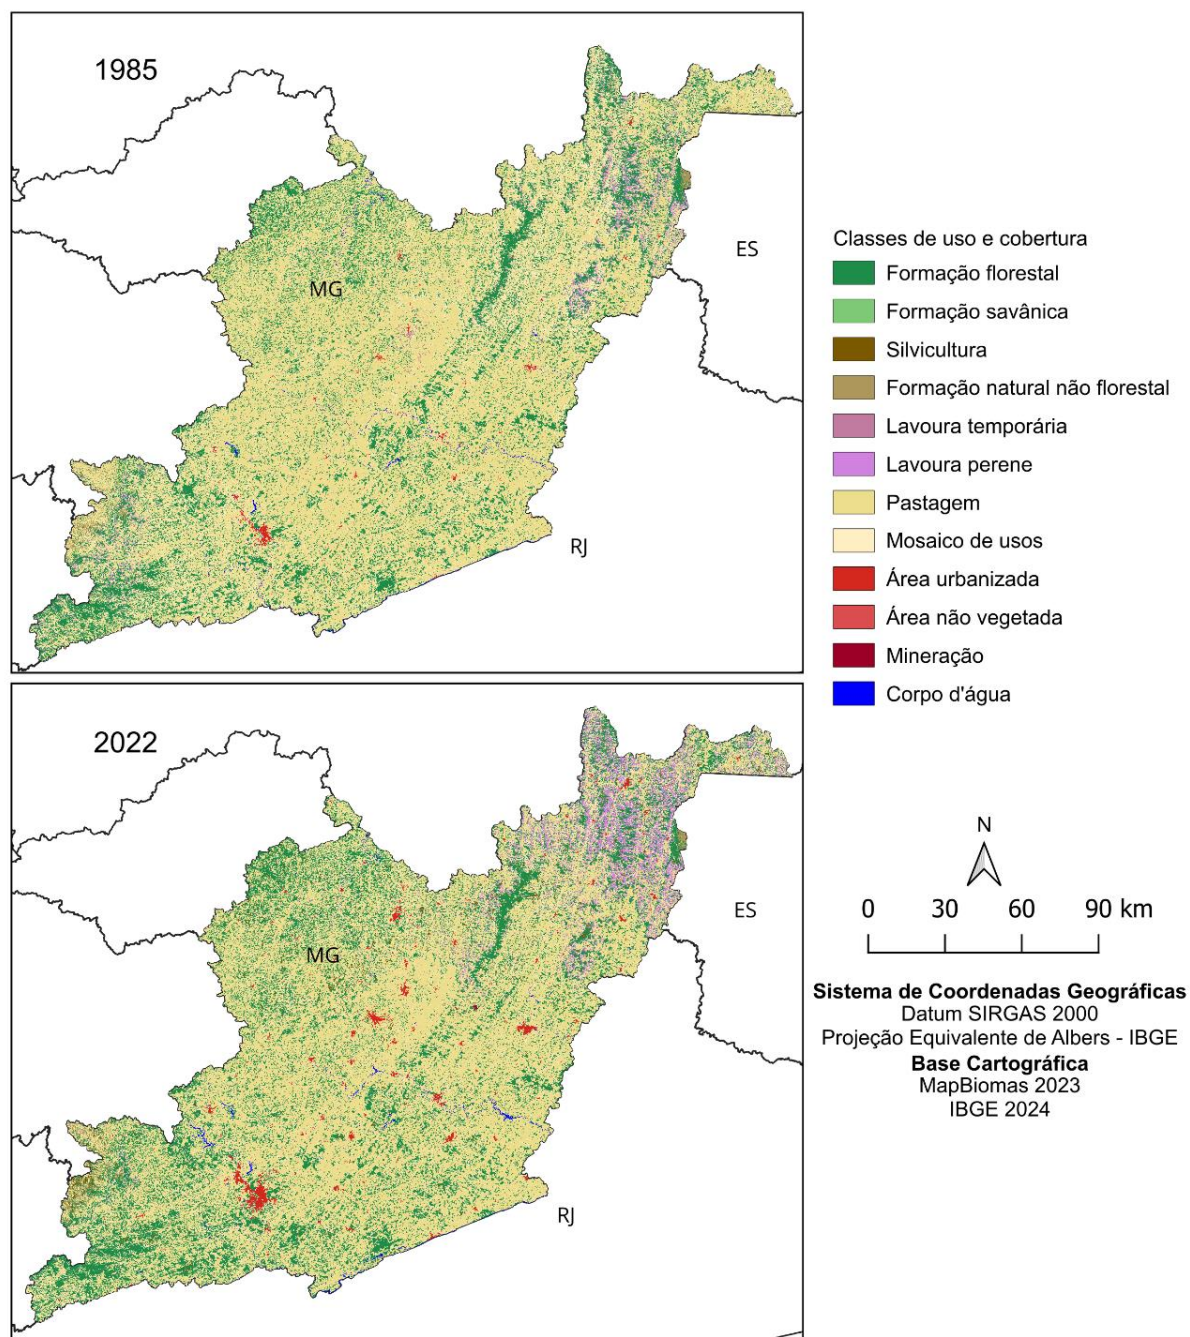 1985
MG
ES
RJ
2022
MG
ES
RJ
Classes de uso e cobertura
Formação florestal
Formação savânica
Silvicultura
Formação natural não florestal
Lavoura temporária
Lavoura perene
Pastagem
Mosaico de usos
Área urbanizada
Área não vegetada
Mineração
Corpo d'água
N
0 30 60 90 km
Sistema de Coordenadas Geográficas
Datum SIRGAS 2000
Projeção Equivalente de Albers - IBGE
Base Cartográfica
MapBiomas 2023
IBGE 2024